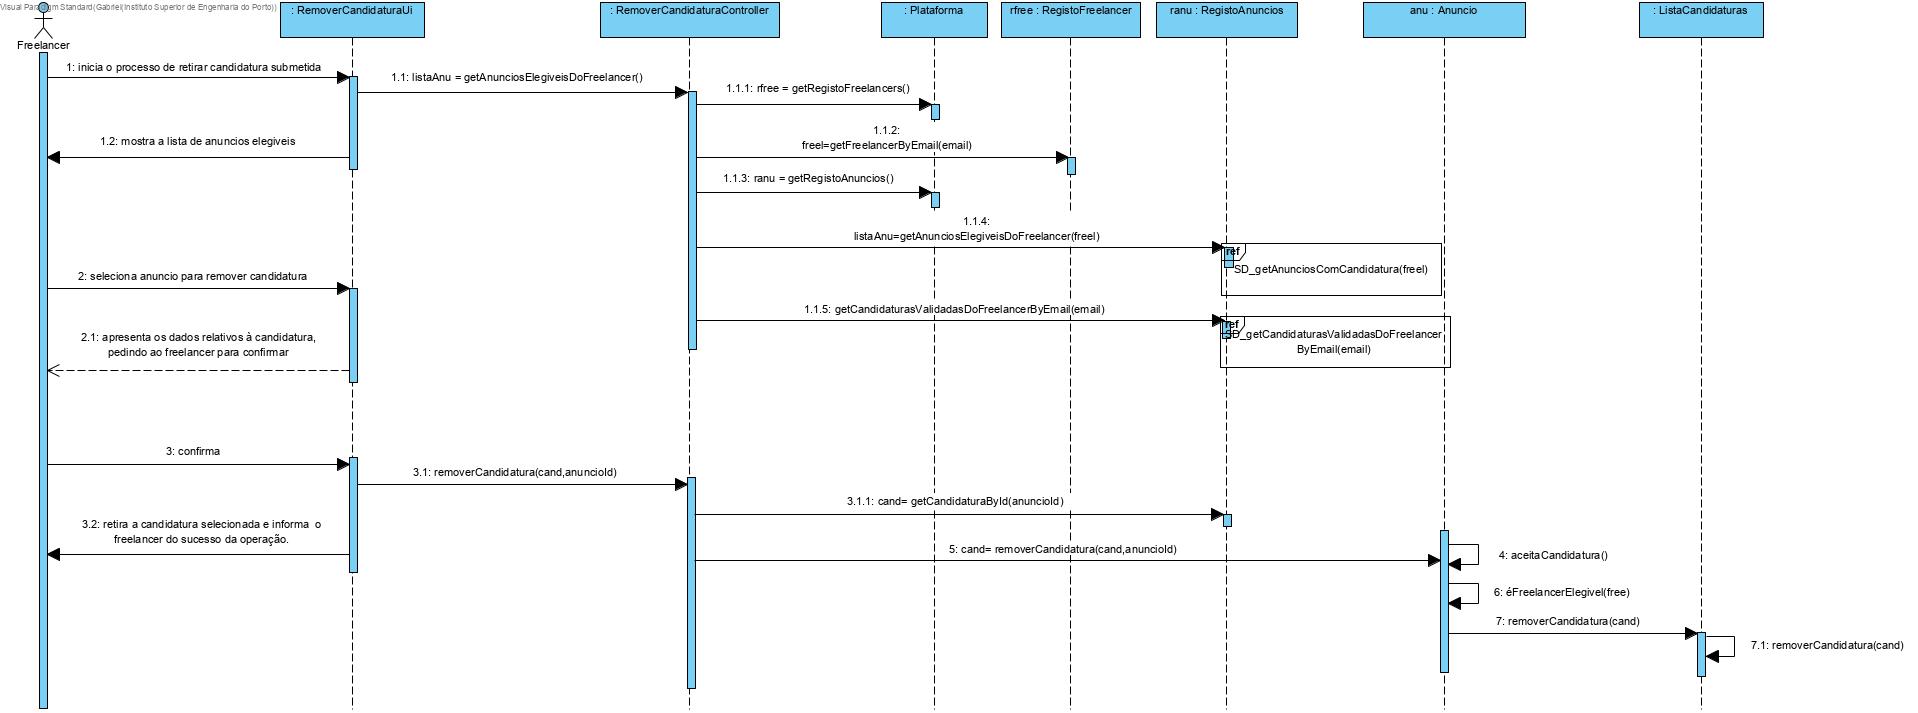 Visual Paradigm Standard(Gabriel(Instituto Superior de Engenharia do Porto))
Freelancer
: RemoverCandidaturaUi
: RemoverCandidaturaController
: Plataforma
rfree : RegistoFreelancer
ranu : RegistoAnuncios
anu : Anuncio
: ListaCandidaturas
1: inicia o processo de retirar candidatura submetida
1.1: listaAnu = getAnunciosElegiveisDoFreelancer()
1.1.1: rfree = getRegistoFreelancers()
1.1.2:
freel=getFreelancerByEmail(email)
1.2: mostra a lista de anuncios elegiveis
1.1.3: ranu = getRegistoAnuncios()
1.1.4:
listaAnu=getAnunciosElegiveisDoFreelancer(freel)
ref
SD_getAnunciosComCandidatura(freel)
2: seleciona anuncio para remover candidatura
1.1.5: getCandidaturasValidadasDoFreelancerByEmail(email)
ref
SD_getCandidaturasValidadasDoFreelancer
ByEmail(email)
2.1: apresenta os dados relativos à candidatura,
pedindo ao freelancer para confirmar
3: confirma
3.1: removerCandidatura(cand,anuncioId)
3.1.1: cand= getCandidaturaById(anuncioId)
3.2: retira a candidatura selecionada e informa o
freelancer do sucesso da operação.
5: cand= removerCandidatura(cand,anuncioId)
4: aceitaCandidatura()
6: éFreelancerElegivel(free)
7: removerCandidatura(cand)
7.1: removerCandidatura(cand)